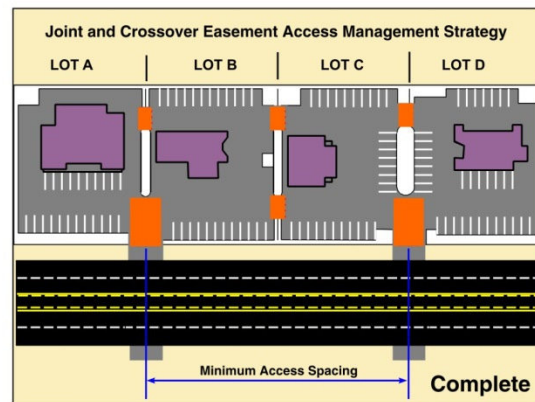 Joint and Crossover Easement Access Management Strategy
LOT A LOT B LOT C LOT D
Minimum Access Spacing
Complete